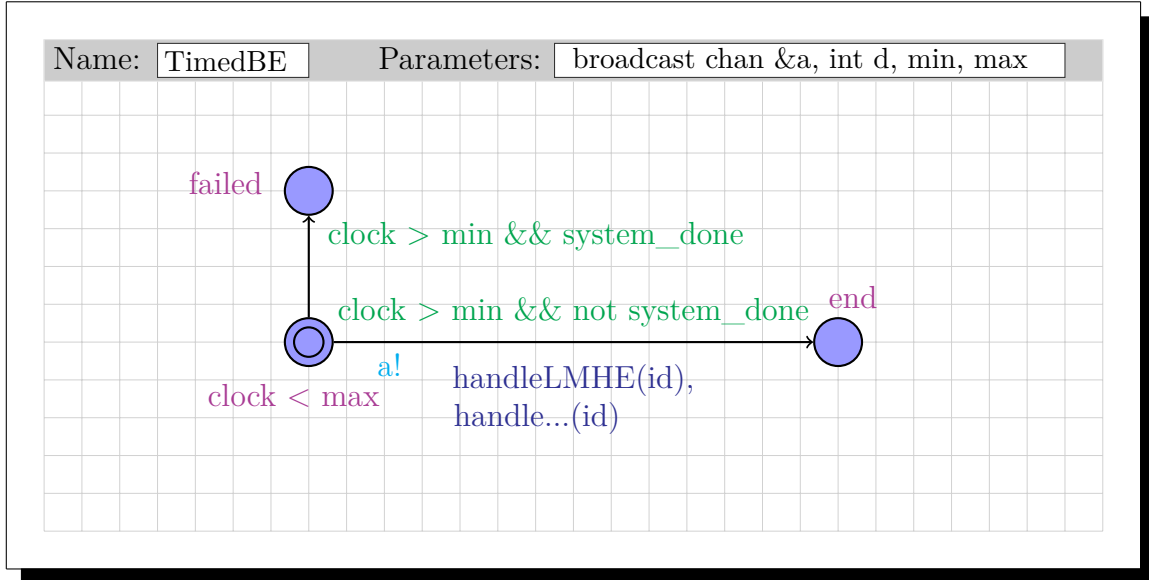 Name: TimedBE Parameters: broadcast chan &a, int d, min, max
failed
clock > min && system_done
end
clock > min && not system_done
a!
handleLMHE(id),
clock < max
handle...(id)